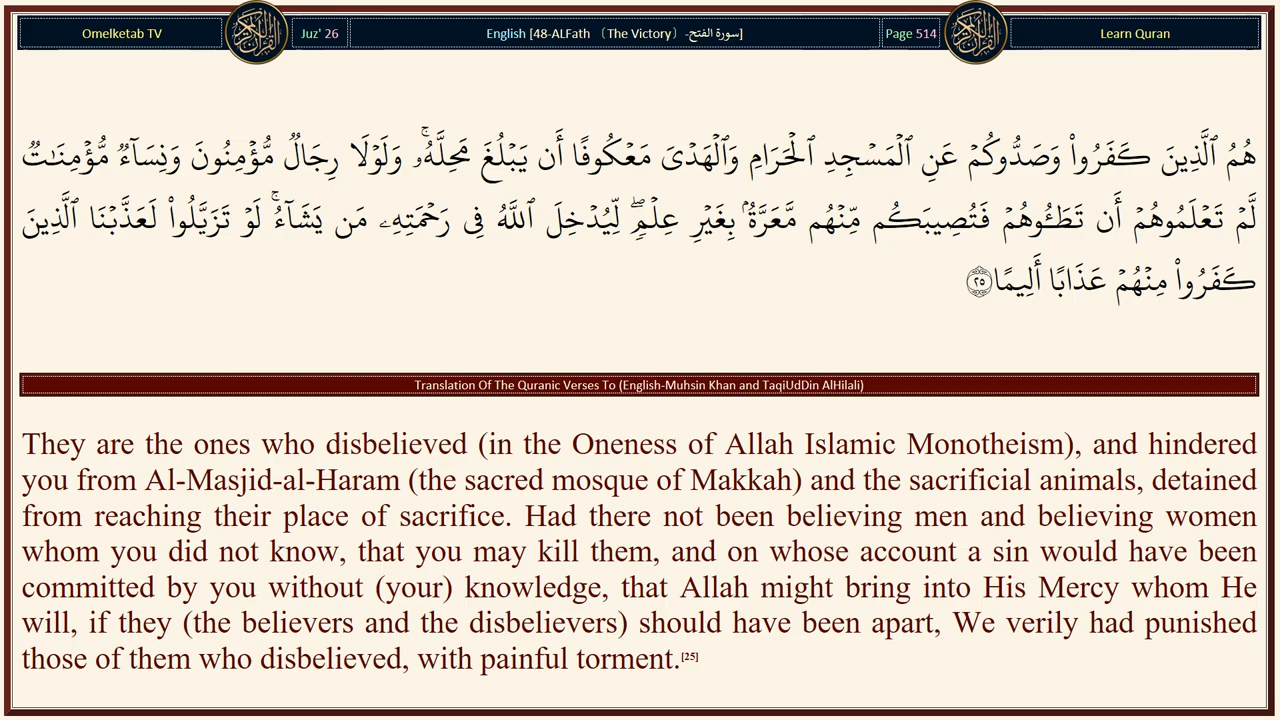 Omelketab TV
Juz' 26
English [48-ALFath （The Victory） -سورة الفتح]
Page 514
Learn Quran
هُمُ ٱلَّذِينَ كَفَرُوا۟ وَصَدُّوكُمْ عَنِ ٱلْمَسْجِدِ ٱلْحَرَامِ وَٱلْهَدْىَ مَعْكُوفًا أَن يَبْلُغَ مَحِلَّهُۥ ۚ وَلَوْلَا رِجَالٌ مُّؤْمِنُونَ وَنِسَآءٌ مُّؤْمِنَـٰتٌ
لَّمْ تَعْلَمُوهُمْ أَن تَطَـُٔوهُمْ فَتُصِيبَكُم مِّنْهُم مَّعَرَّةٌۢ بِغَيْرِ عِلْمٍ ۖ لِّيُدْخِلَ ٱللَّهُ فِى رَحْمَتِهِۦ مَن يَشَآءُ ۚ لَوْ تَزَيَّلُوا۟ لَعَذَّبْنَا ٱلَّذِينَ
كَفَرُوا۟ مِنْهُمْ عَذَابًا أَلِيمًا ٢٥
Translation Of The Quranic Verses To (English-Muhsin Khan and TaqiUdDin AlHilali)
They are the ones who disbelieved (in the Oneness of Allah Islamic Monotheism), and hindered
you from Al-Masjid-al-Haram (the sacred mosque of Makkah) and the sacrificial animals, detained
from reaching their place of sacrifice. Had there not been believing men and believing women
whom you did not know, that you may kill them, and on whose account a sin would have been
committed by you without (your) knowledge, that Allah might bring into His Mercy whom He
will, if they (the believers and the disbelievers) should have been apart, We verily had punished
those of them who disbelieved, with painful torment.[25]